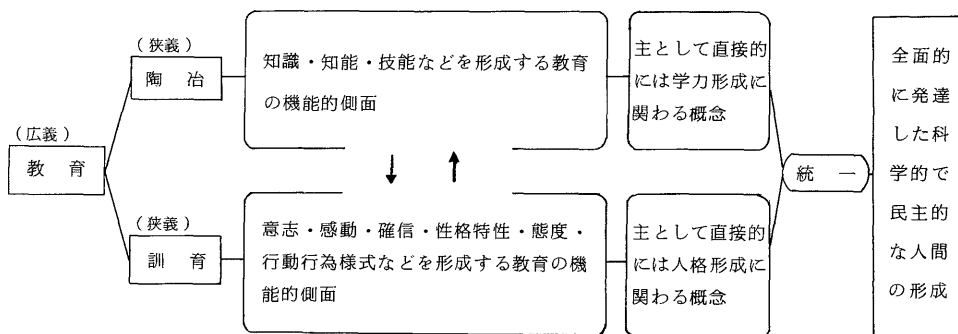 (広義)
教育
(狭義)
陶冶
知識・知能・技能などを形成する教育
の機能的側面
主として直接的
には学力形成に
関わる概念
(狭義)
訓育
意志・感動・確信・性格特性・態度・
行動行為様式などを形成する教育の機
能的側面
主として直接的
には人格形成に
関わる概念
統一
全面的
に発達
した科
学的で
民主的
な人間
の形成